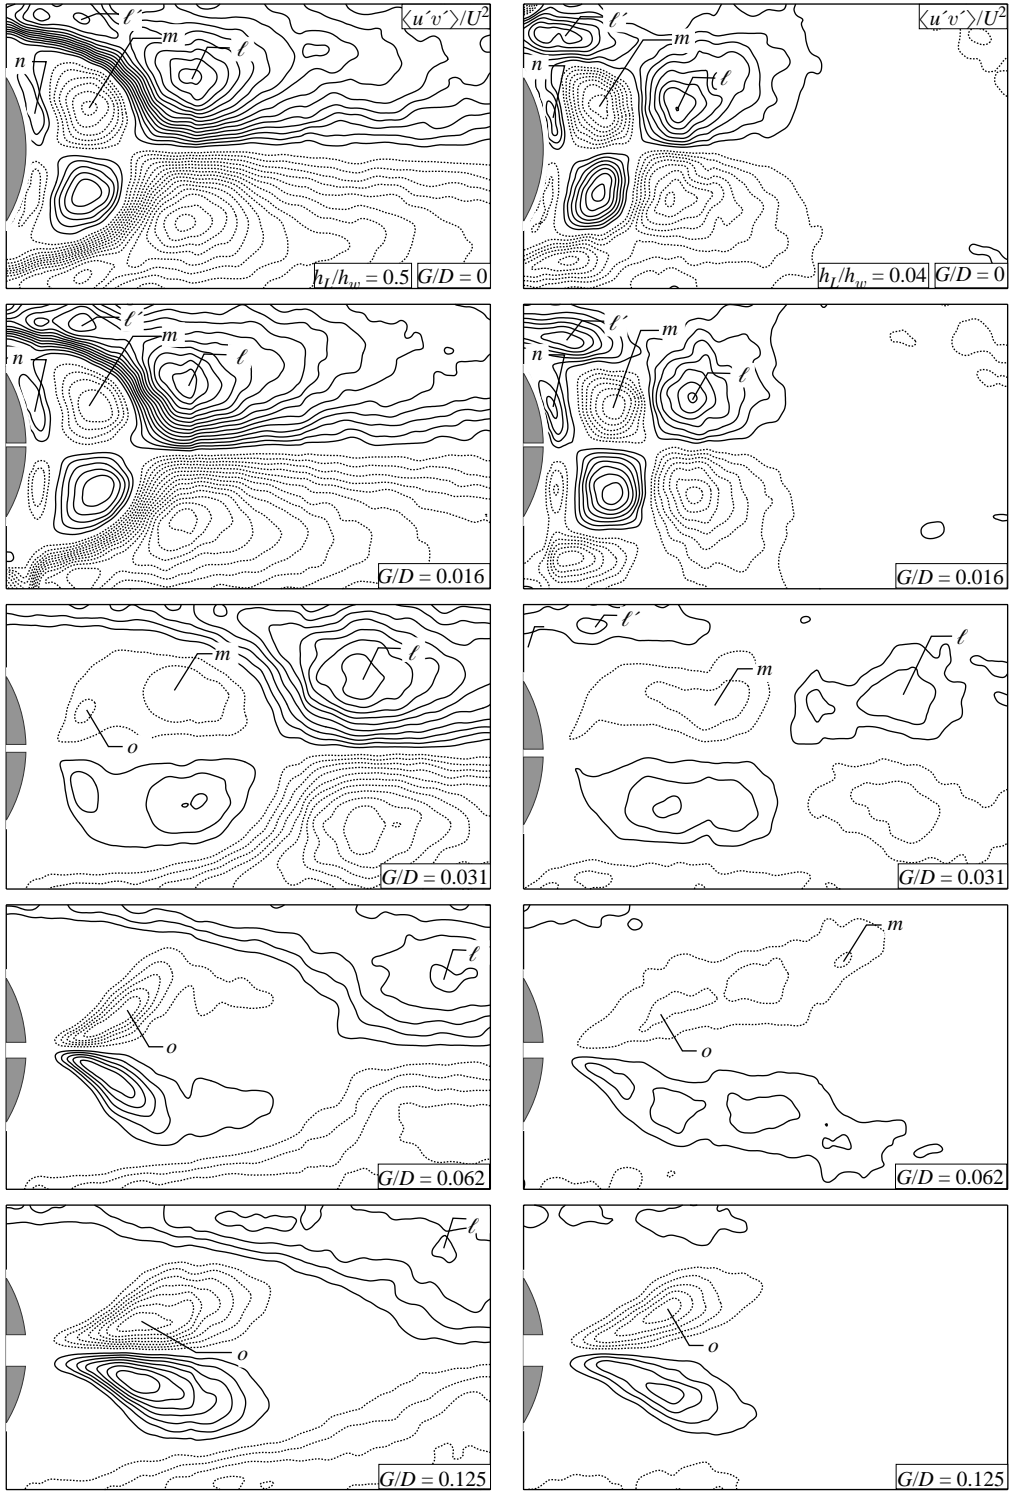 ℓ´ m ℓ n ⟨u´v´⟩/U²
h_L/h_w = 0.5 G/D = 0
ℓ´ m ℓ n ⟨u´v´⟩/U²
h_L/h_w = 0.04 G/D = 0
ℓ´ m ℓ n
G/D = 0.016
ℓ´ m ℓ n
G/D = 0.016
m ℓ o
G/D = 0.031
ℓ´ m ℓ
G/D = 0.031
ℓ o
G/D = 0.062
m o
G/D = 0.062
ℓ o
G/D = 0.125
o
G/D = 0.125